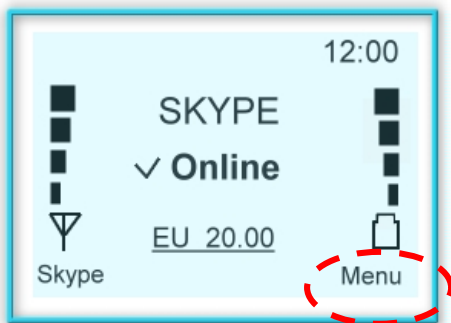 12:00
SKYPE
✓ Online
EU 20.00
Skype Menu